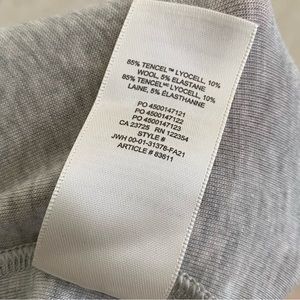 85% TENCEL™ LYOCELL, 10%
WOOL, 5% ELASTANE
85% TENCEL™ LYOCELL, 10%
LAINE, 5% ÉLASTHANNE
PO 4500147121
PO 4500147122
PO 4500147123
CA 23725 RN 122354
STYLE #
JWH 00-01-31378-FA21
ARTICLE # 83611